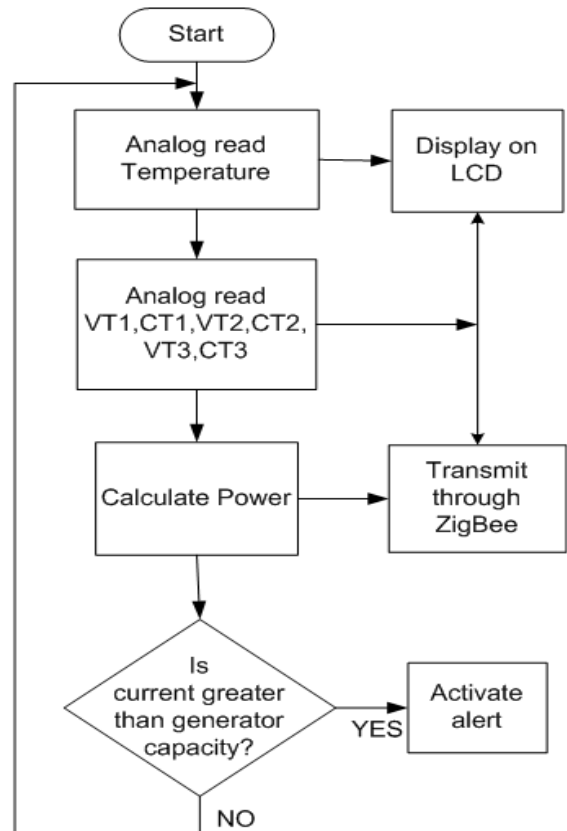 Start
Analog read
Temperature
Display on
LCD
Analog read
VT1,CT1,VT2,CT2,
VT3,CT3
Calculate Power
Transmit
through
ZigBee
Is
current greater
than generator
capacity?
YES
Activate
alert
NO